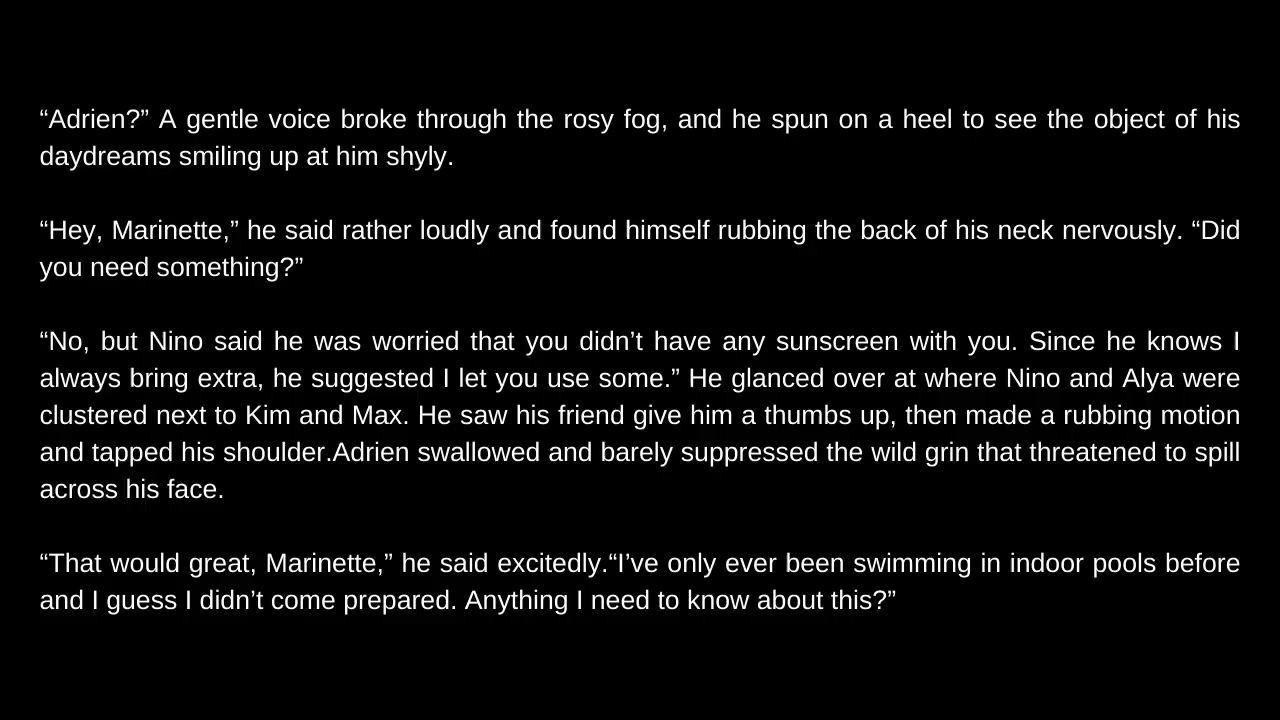 “Adrien?” A gentle voice broke through the rosy fog, and he spun on a heel to see the object of his
daydreams smiling up at him shyly.
“Hey, Marinette,” he said rather loudly and found himself rubbing the back of his neck nervously. “Did
you need something?”
“No, but Nino said he was worried that you didn’t have any sunscreen with you. Since he knows I
always bring extra, he suggested I let you use some.” He glanced over at where Nino and Alya were
clustered next to Kim and Max. He saw his friend give him a thumbs up, then made a rubbing motion
and tapped his shoulder.Adrien swallowed and barely suppressed the wild grin that threatened to spill
across his face.
“That would great, Marinette,” he said excitedly.“I’ve only ever been swimming in indoor pools before
and I guess I didn’t come prepared. Anything I need to know about this?”